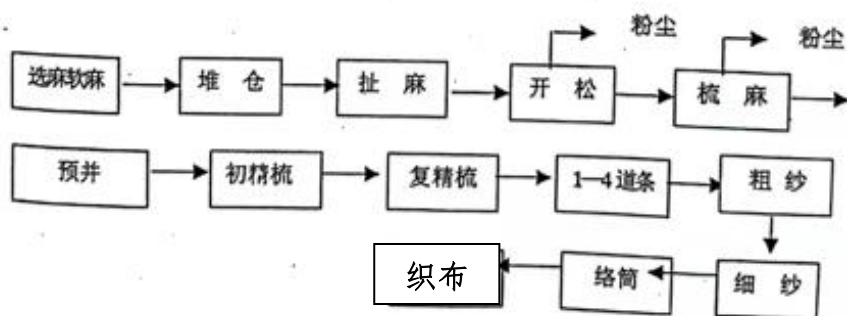 粉尘
粉尘
选麻软麻 堆仓 扯麻 开松 梳麻
预并 初精梳 复精梳 1—4道条 粗纱
织布 络筒 细纱